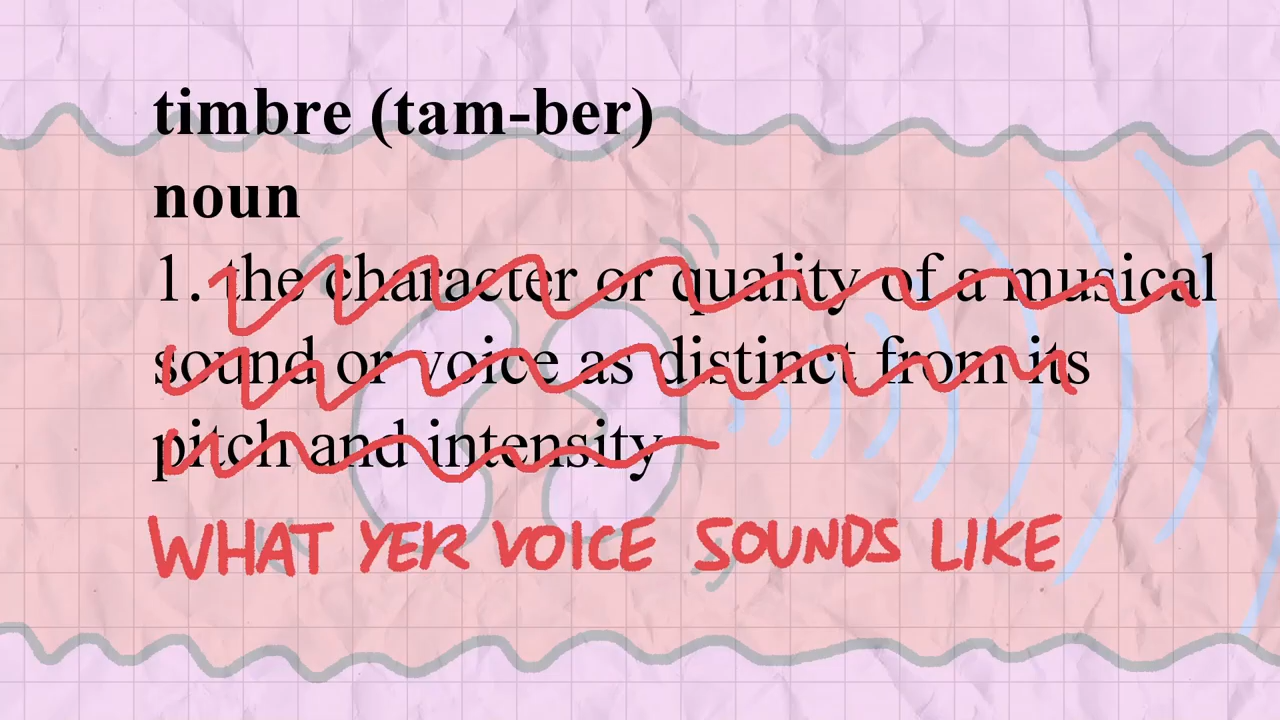 timbre (tam-ber)
noun
1. the character or quality of a musical
sound or voice as distinct from its
pitch and intensity
WHAT YER VOICE SOUNDS LIKE